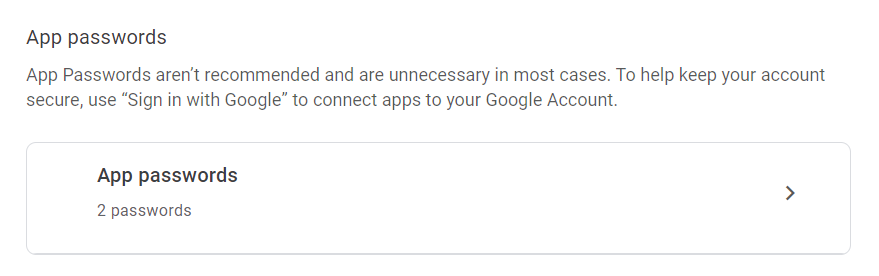 App passwords
App Passwords aren’t recommended and are unnecessary in most cases. To help keep your account
secure, use “Sign in with Google” to connect apps to your Google Account.
App passwords
2 passwords